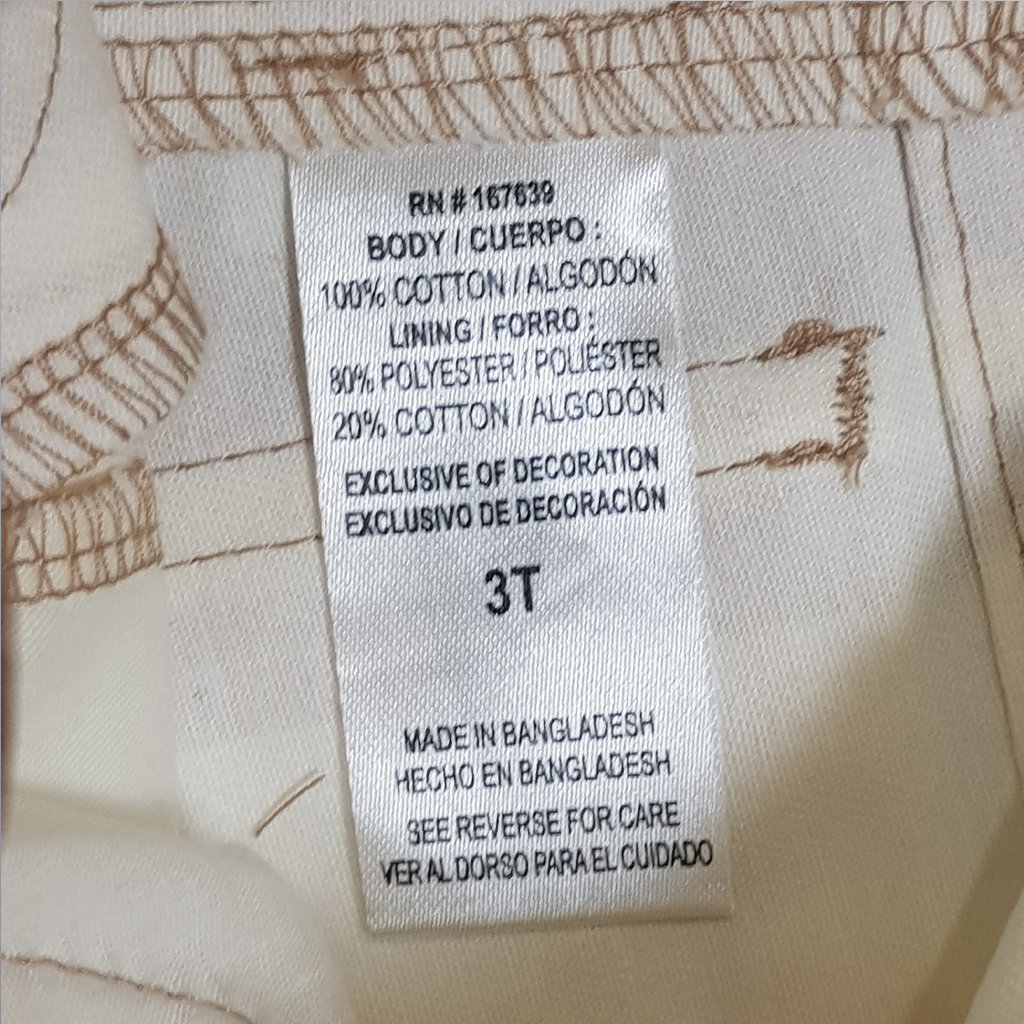 RN # 167639
BODY / CUERPO :
100% COTTON / ALGODÓN
LINING / FORRO :
80% POLYESTER / POLIÉSTER
20% COTTON / ALGODÓN
EXCLUSIVE OF DECORATION
EXCLUSIVO DE DECORACIÓN
3T
MADE IN BANGLADESH
HECHO EN BANGLADESH
SEE REVERSE FOR CARE
VER AL DORSO PARA EL CUIDADO